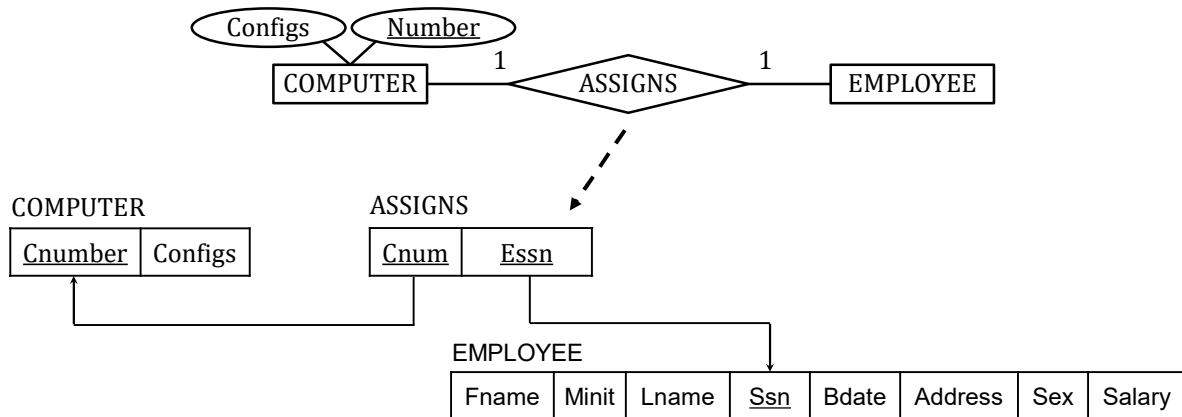 Configs Number
1 1
COMPUTER ASSIGNS EMPLOYEE
COMPUTER ASSIGNS
Cnumber Configs Cnum Essn
EMPLOYEE
Fname Minit Lname Ssn Bdate Address Sex Salary